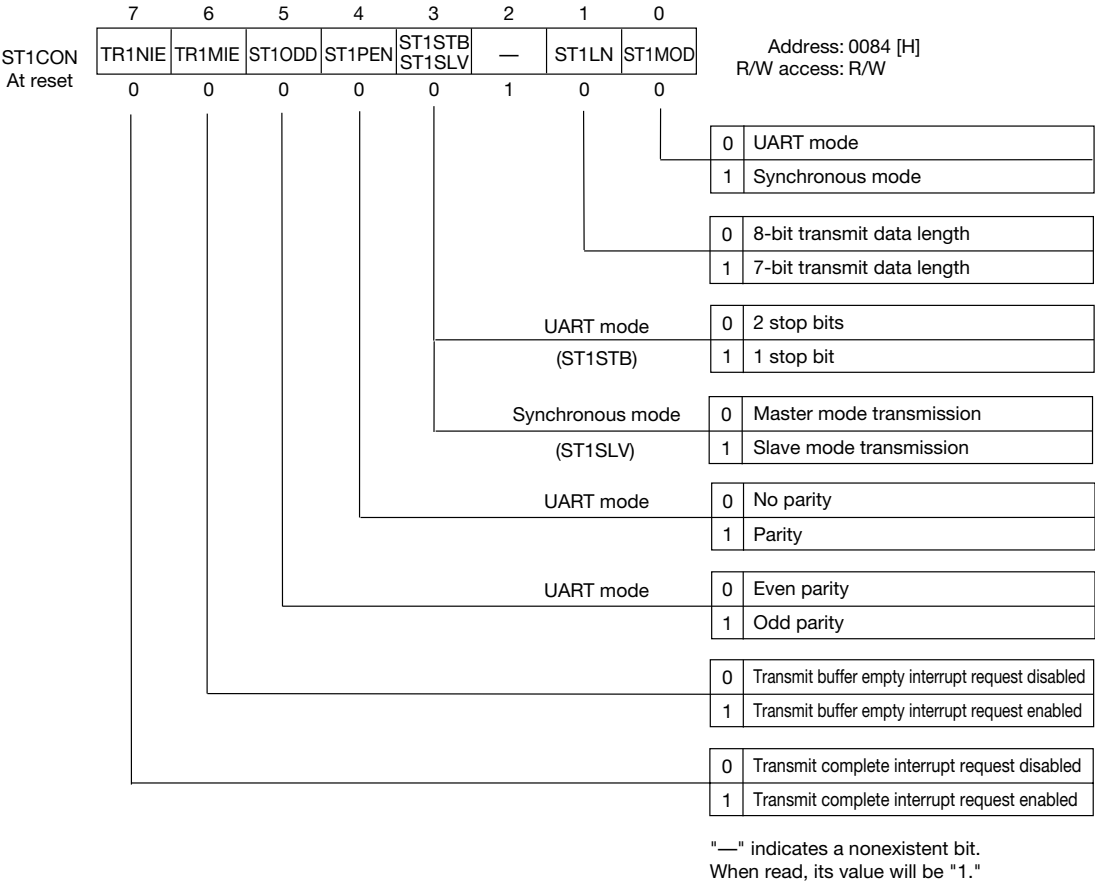 7 6 5 4 3 2 1 0
ST1CON TR1NIE TR1MIE ST1ODD ST1PEN ST1STB ST1SLV — ST1LN ST1MOD
At reset 0 0 0 0 0 1 0 0
Address: 0084 [H]
R/W access: R/W
0 UART mode
1 Synchronous mode
0 8-bit transmit data length
1 7-bit transmit data length
UART mode
(ST1STB)
0 2 stop bits
1 1 stop bit
Synchronous mode
(ST1SLV)
0 Master mode transmission
1 Slave mode transmission
UART mode
0 No parity
1 Parity
UART mode
0 Even parity
1 Odd parity
0 Transmit buffer empty interrupt request disabled
1 Transmit buffer empty interrupt request enabled
0 Transmit complete interrupt request disabled
1 Transmit complete interrupt request enabled
"—" indicates a nonexistent bit.
When read, its value will be "1."